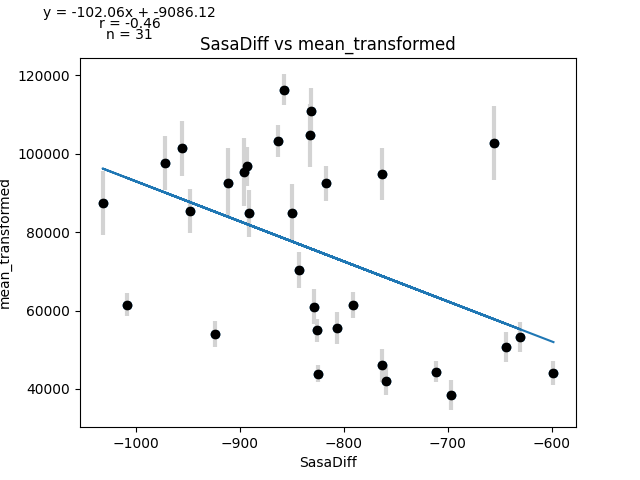 y = -102.06x + -9086.12
r = -0.46
n = 31
SasaDiff vs mean_transformed
120000
100000
80000
60000
40000
mean_transformed
−1000
−900
−800
−700
−600
SasaDiff